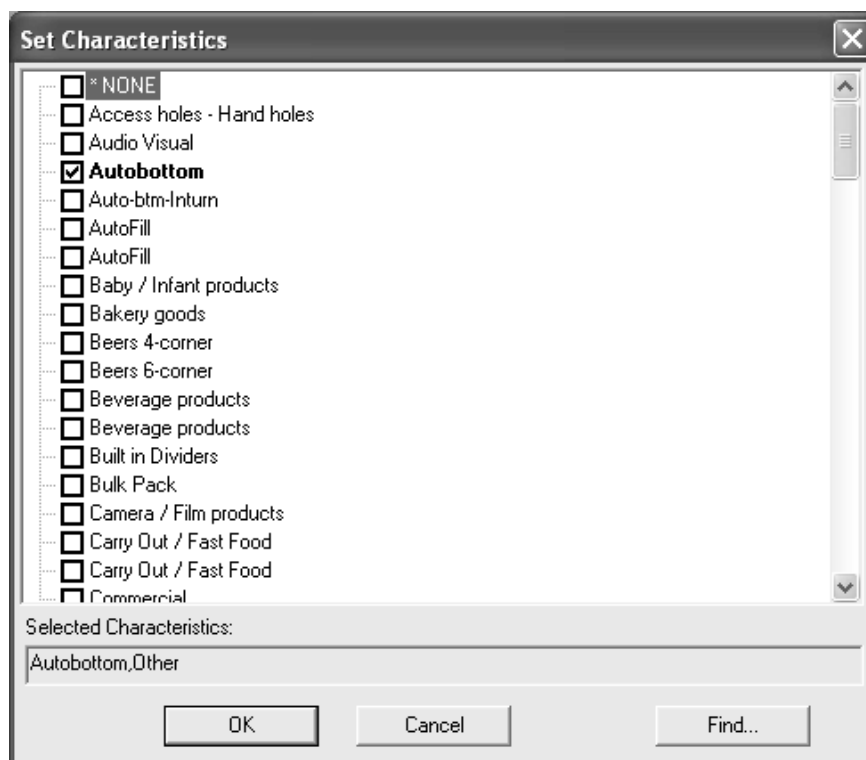 Set Characteristics
* NONE
Access holes - Hand holes
Audio Visual
Autobottom
Auto-btm-Inturn
AutoFill
AutoFill
Baby / Infant products
Bakery goods
Beers 4-corner
Beers 6-corner
Beverage products
Beverage products
Built in Dividers
Bulk Pack
Camera / Film products
Carry Out / Fast Food
Carry Out / Fast Food
Commercial
Selected Characteristics:
Autobottom,Other
OK Cancel Find...